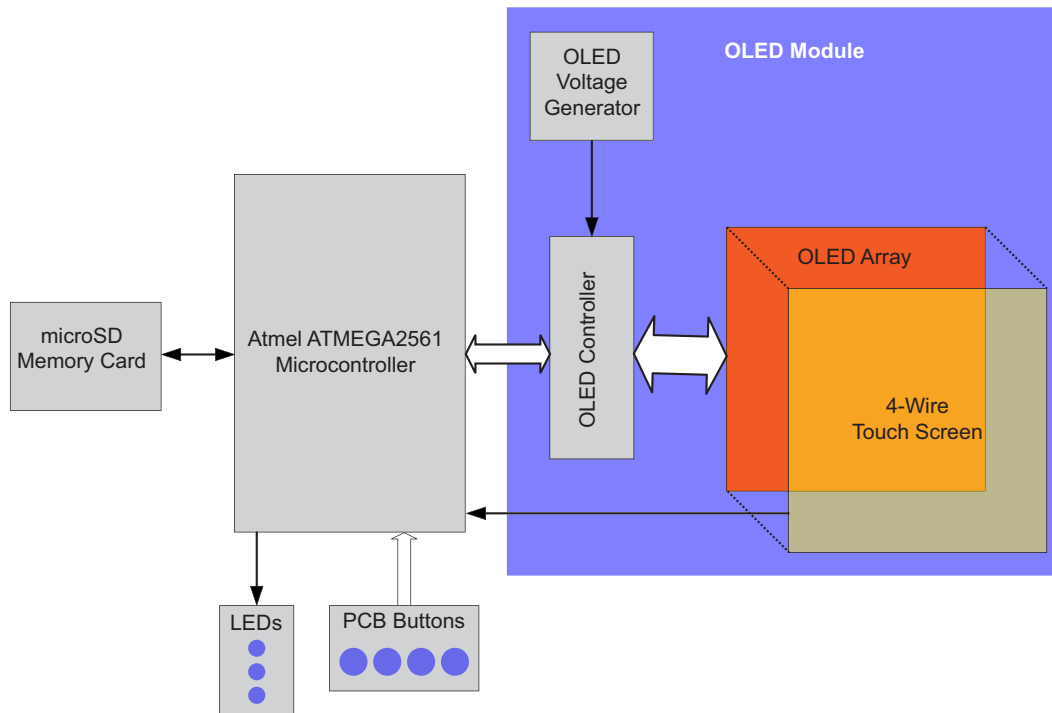 OLED Module
OLED
Voltage
Generator
OLED Array
microSD
Memory Card
Atmel ATMEGA2561
Microcontroller
OLED Controller
4-Wire
Touch Screen
LEDs
PCB Buttons